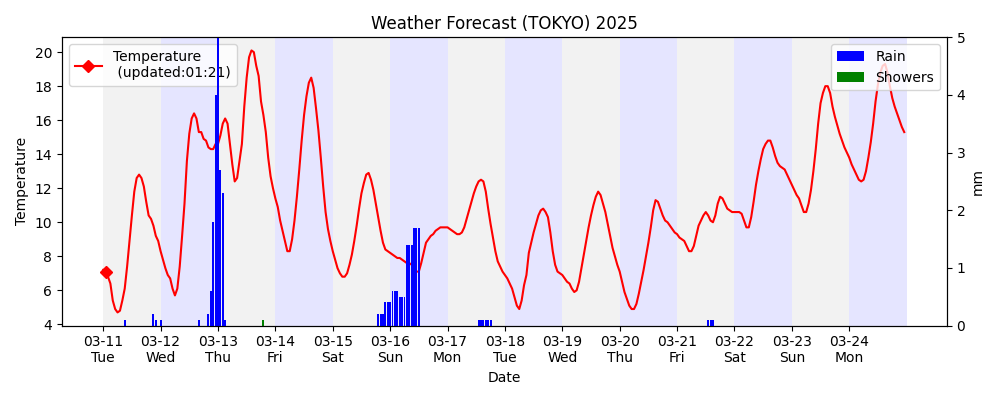 Weather Forecast (TOKYO) 2025
Temperature
(updated:01:21)
Rain
Showers
20
18
16
14
12
10
8
6
4
Temperature
5
4
3
2
1
0
mm
03-11 03-12 03-13 03-14 03-15 03-16 03-17 03-18 03-19 03-20 03-21 03-22 03-23 03-24
Tue Wed Thu Fri Sat Sun Mon Tue Wed Thu Fri Sat Sun Mon
Date